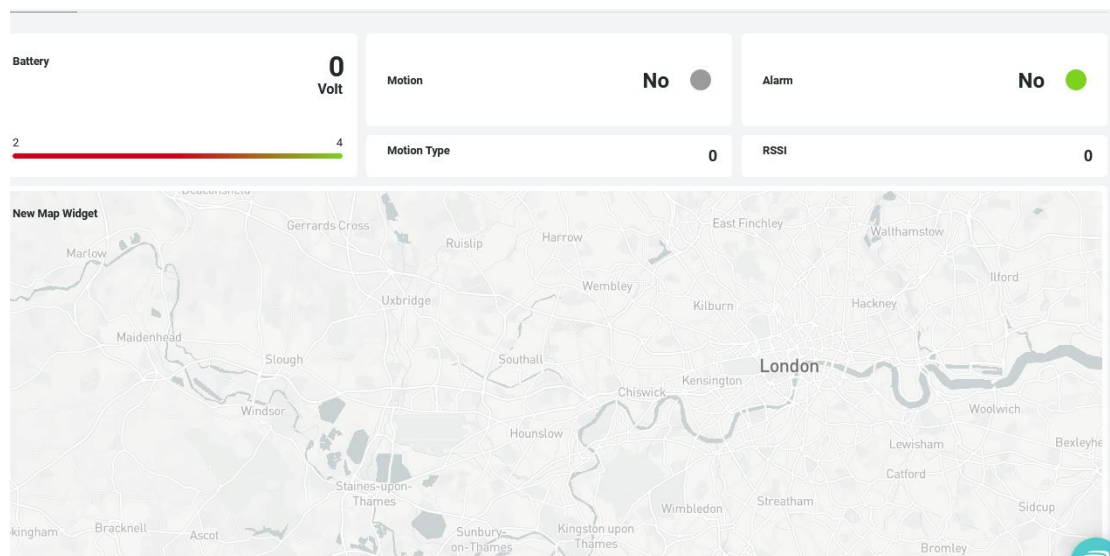 Battery
0
Volt
2
4
Motion
No
Alarm
No
Motion Type
0
RSSI
0
New Map Widget
Gerrards Cross
East Finchley
Walthamstow
Marlow
Ruislip
Harrow
Wembley
Ilford
Uxbridge
Kilburn
Hackney
Maidenhead
Slough
Southall
London
Chiswick
Kensington
Windsor
Woolwich
Hounslow
Lewisham
Bexleyhe
Catford
Staines-upon-
Thames
Wimbledon
Streatham
Sidcup
kingham
Bracknell
Ascot
Sunbury-
on-Thames
Kingston upon
Thames
Bromley